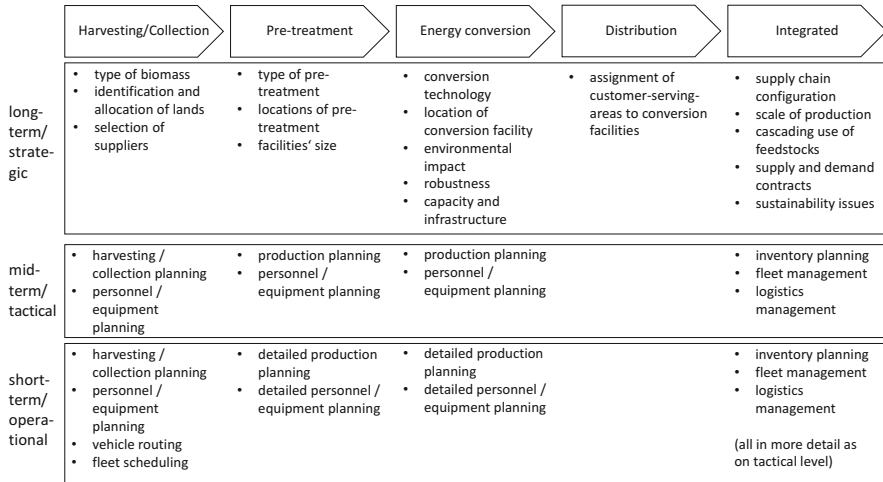 Harvesting/Collection
Pre-treatment
Energy conversion
Distribution
Integrated
long-
term/
strate-
gic
• type of biomass
• identification and
allocation of lands
• selection of
suppliers
• type of pre-
treatment
• locations of pre-
treatment
• facilities‘ size
• conversion
technology
• location of
conversion facility
• environmental
impact
• robustness
• capacity and
infrastructure
• assignment of
customer-serving-
areas to conversion
facilities
• supply chain
configuration
• scale of production
• cascading use of
feedstocks
• supply and demand
contracts
• sustainability issues
mid-
term/
tactical
• harvesting /
collection planning
• personnel /
equipment
planning
• production planning
• personnel /
equipment planning
• production planning
• personnel /
equipment planning
• inventory planning
• fleet management
• logistics
management
short-
term/
opera-
tional
• harvesting /
collection planning
• personnel /
equipment
planning
• vehicle routing
• fleet scheduling
• detailed production
planning
• detailed personnel /
equipment planning
• detailed production
planning
• detailed personnel /
equipment planning
• inventory planning
• fleet management
• logistics
management
(all in more detail as
on tactical level)